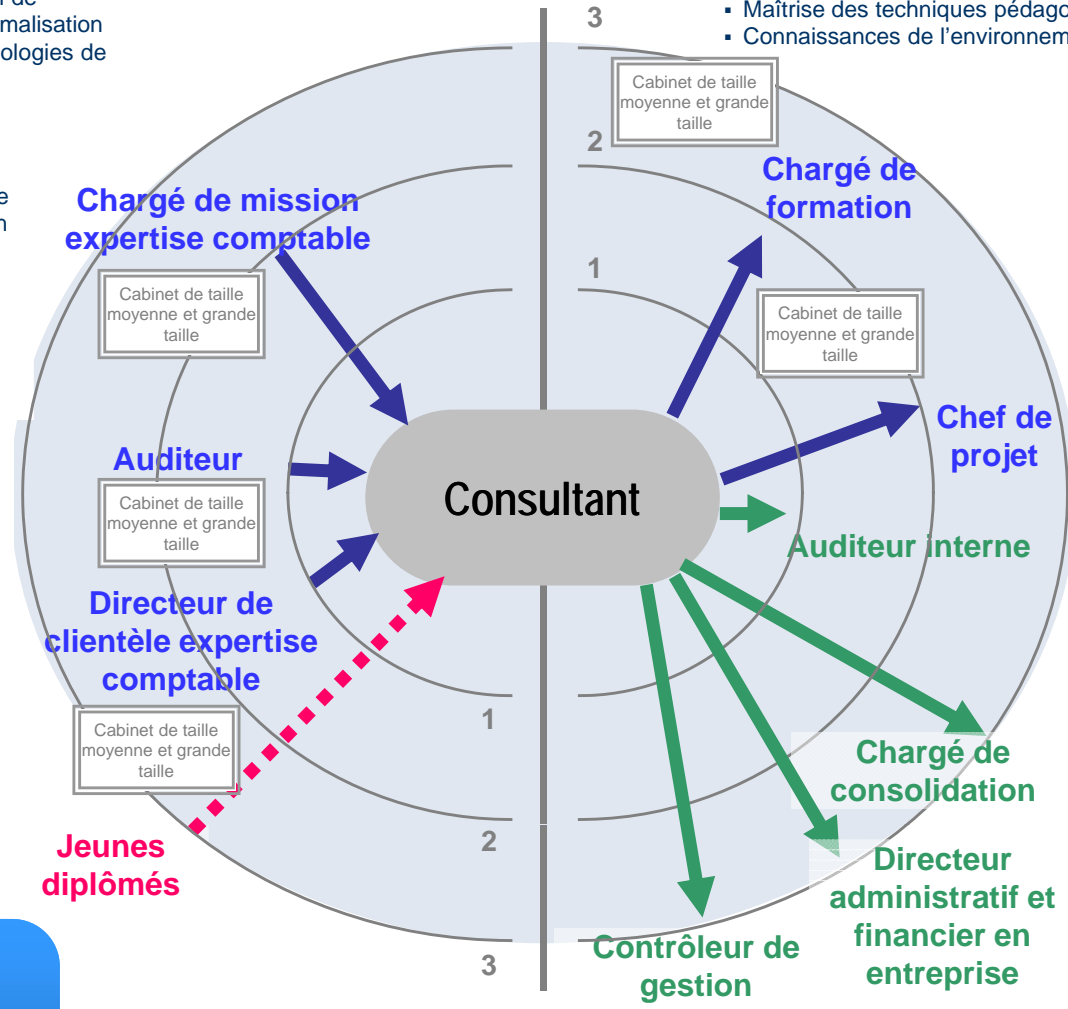 malisation
ologies de
3
▪ Maîtrise des techniques
▪ Connaissances de l'
Cabinet de taille
moyenne et grande
taille
2
Chargé de
formation
1
Cabinet de taille
moyenne et grande
taille
Chef de
projet
Chargé de mission
expertise comptable
Cabinet de taille
moyenne et grande
taille
Auditeur
Cabinet de taille
moyenne et grande
taille
Consultant
Auditeur interne
Directeur de
clientèle expertise
comptable
Cabinet de taille
moyenne et grande
taille
1
Chargé de
consolidation
2
Jeunes
diplômés
Directeur
administratif et
financier en
entreprise
3
Contrôleur de
gestion